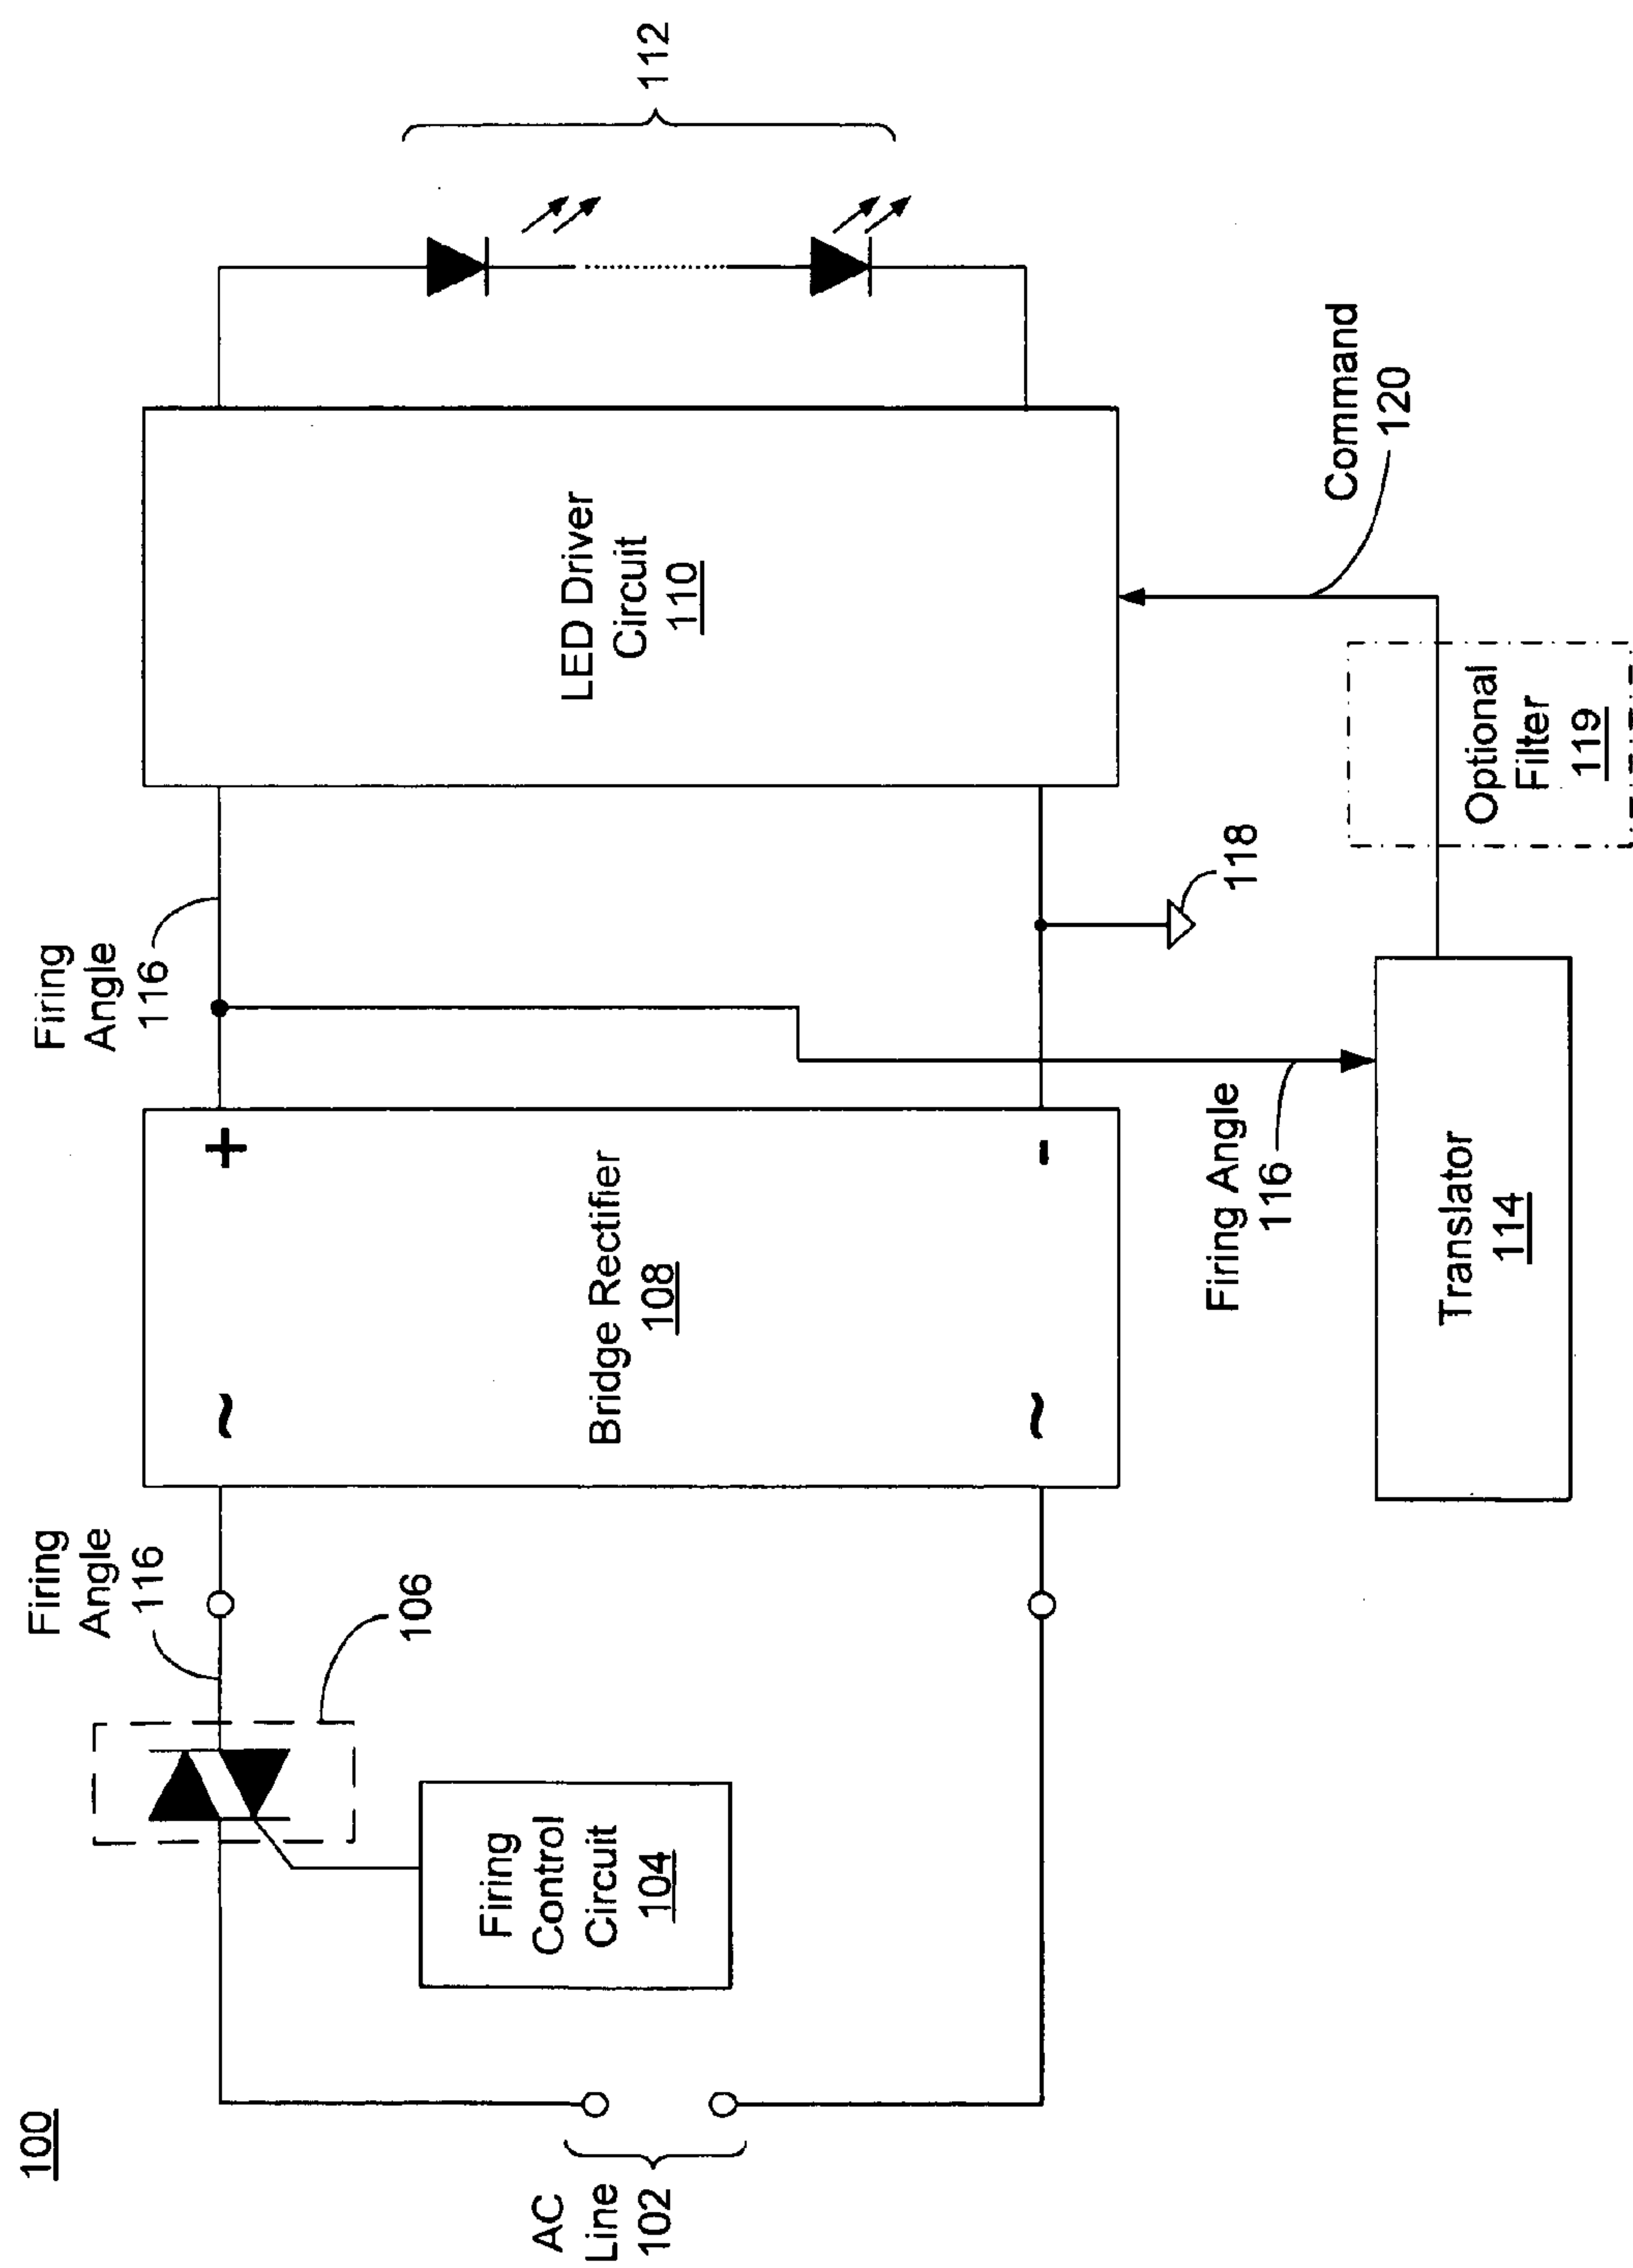 100
Firing
Angle
116
106
Firing
Angle
116
~
+
~
-
AC
Line
102
Firing
Control
Circuit
104
Bridge Rectifier
108
LED Driver
Circuit
110
112
118
Firing Angle
116
Command
120
Translator
114
Optional
Filter
119